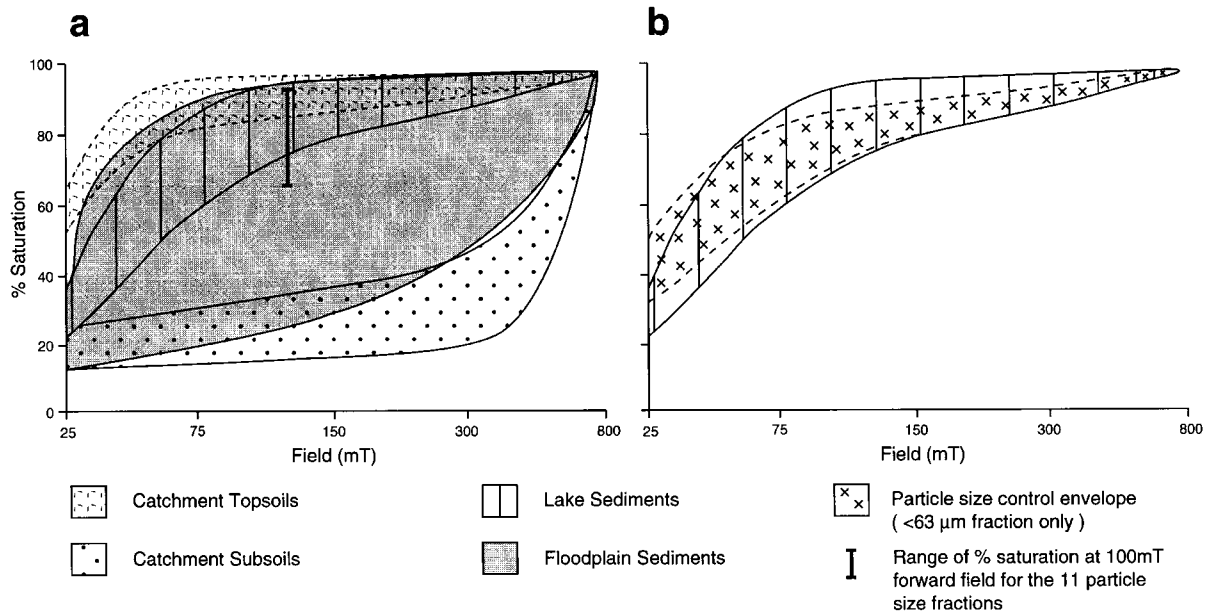 a
b
100
80
60
40
20
0
% Saturation
25
75
150
300
800
Field (mT)
25
75
150
300
800
Field (mT)
Catchment Topsoils
Catchment Subsoils
Lake Sediments
Floodplain Sediments
Particle size control envelope
( <63 µm fraction only )
Range of % saturation at 100mT
forward field for the 11 particle
size fractions